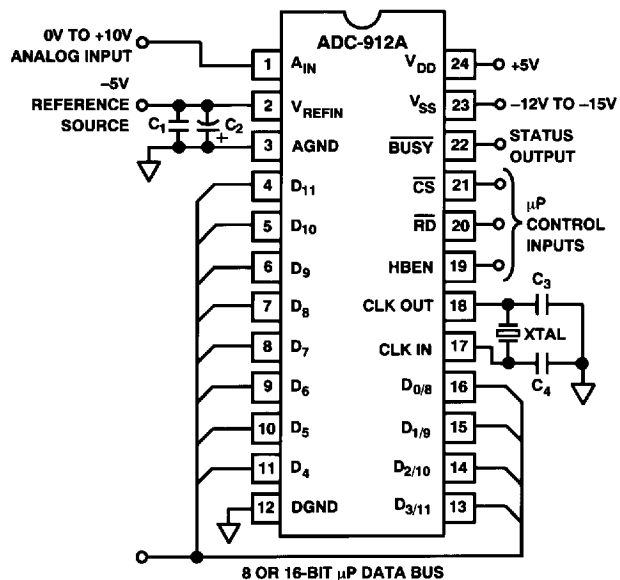 0V TO +10V
ANALOG INPUT
–5V
REFERENCE
SOURCE
C1
C2
+
ADC-912A
1 AIN
2 VREFIN
3 AGND
4 D11
5 D10
6 D9
7 D8
8 D7
9 D6
10 D5
11 D4
12 DGND
VDD 24 +5V
VSS 23 –12V TO –15V
BUSY 22 STATUS
OUTPUT
CS 21
RD 20
HBEN 19
µP
CONTROL
INPUTS
CLK OUT 18
CLK IN 17
C3
XTAL
C4
D0/8 16
D1/9 15
D2/10 14
D3/11 13
8 OR 16-BIT µP DATA BUS